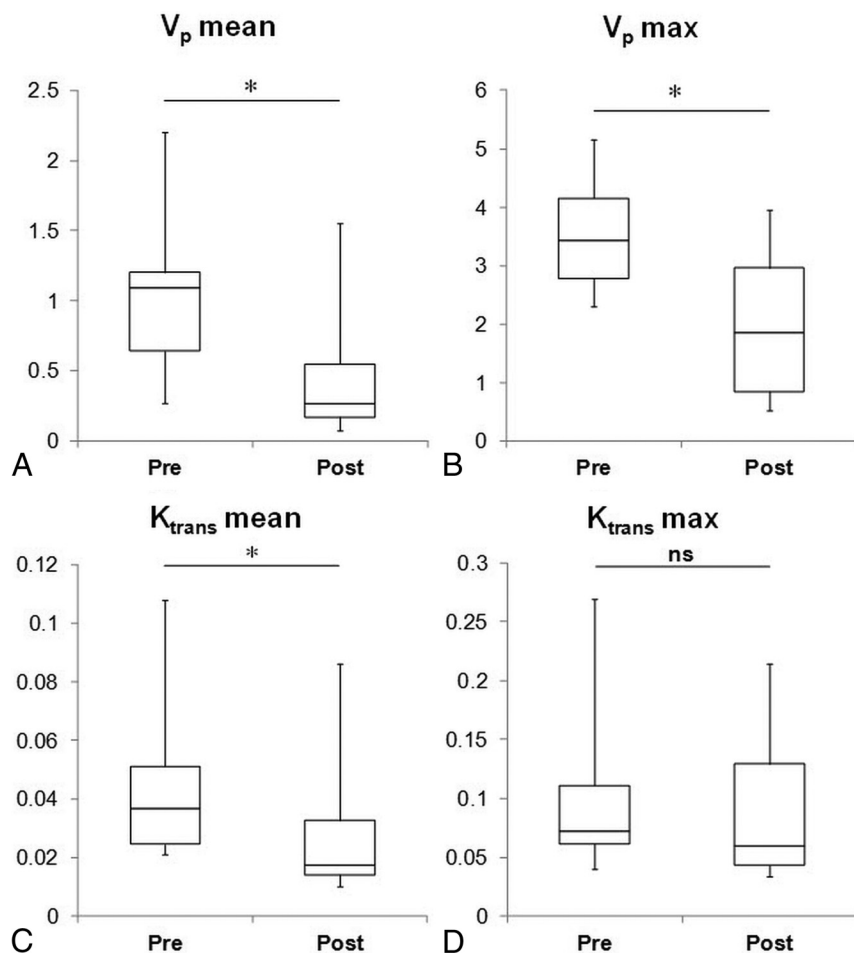 Vp mean
*
2.5
2
1.5
1
0.5
0
Pre Post
A
Vp max
*
6
5
4
3
2
1
0
Pre Post
B
Ktrans mean
*
0.12
0.1
0.08
0.06
0.04
0.02
0
Pre Post
C
Ktrans max
ns
0.3
0.25
0.2
0.15
0.1
0.05
0
Pre Post
D